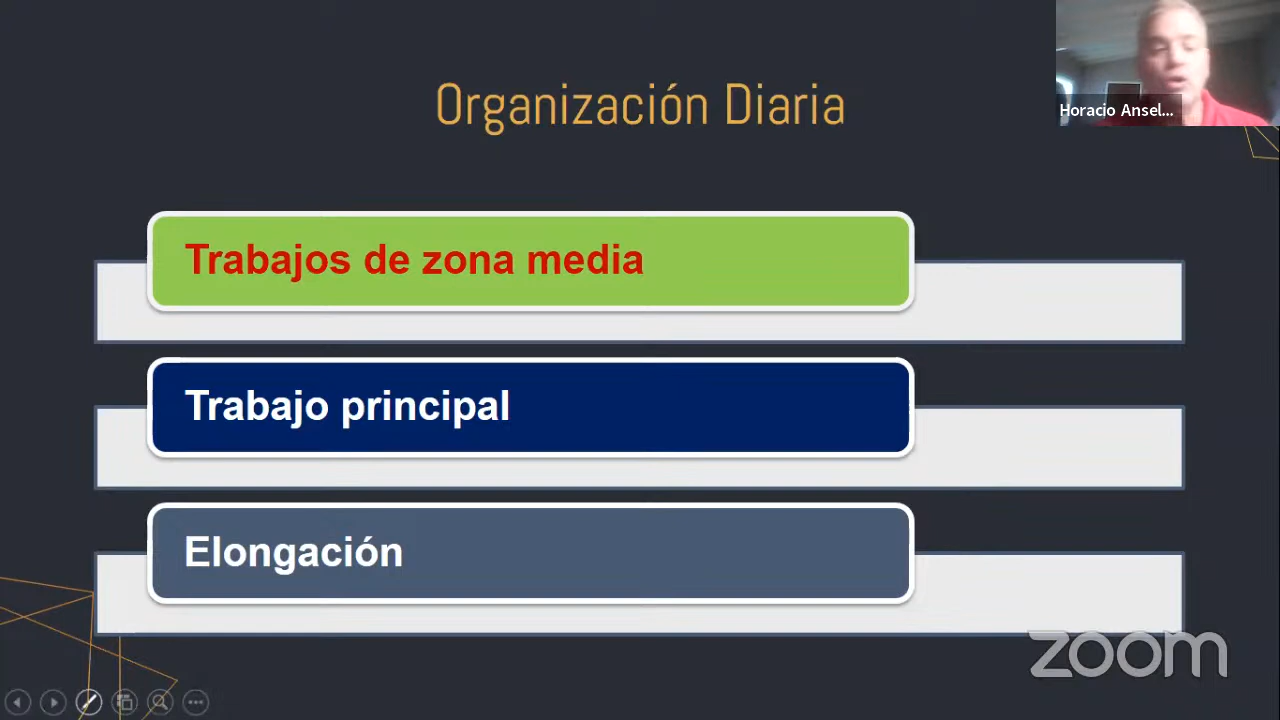 Organización Diaria
Horacio Ansel...
Trabajos de zona media
Trabajo principal
Elongación
zoom